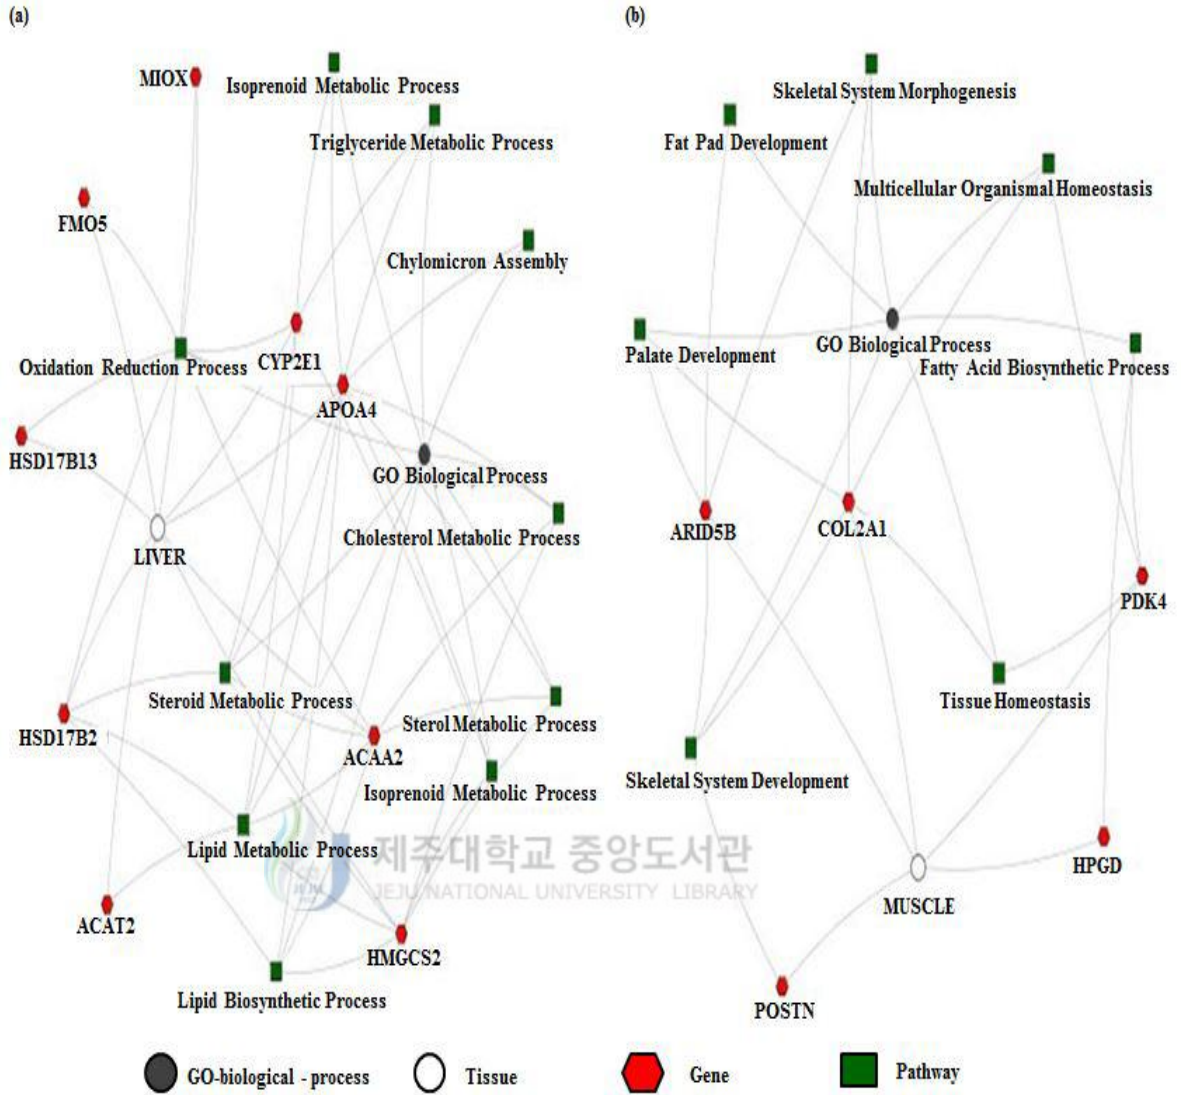 (a)
MIOX
Isoprenoid Metabolic Process
Triglyceride Metabolic Process
FMO5
Chylomicron Assembly
Oxidation Reduction Process
CYP2E1
APOA4
HSD17B13
GO Biological Process
LIVER
Cholesterol Metabolic Process
Steroid Metabolic Process
Sterol Metabolic Process
HSD17B2
ACAA2
Isoprenoid Metabolic Process
Lipid Metabolic Process
ACAT2
HMGCS2
Lipid Biosynthetic Process
(b)
Skeletal System Morphogenesis
Fat Pad Development
Multicellular Organismal Homeostasis
GO Biological Process
Palate Development
Fatty Acid Biosynthetic Process
ARID5B
COL2A1
PDK4
Tissue Homeostasis
Skeletal System Development
HPGD
MUSCLE
POSTN
제주대학교 중앙도서관
JEJU NATIONAL UNIVERSITY LIBRARY
GO-biological - process
Tissue
Gene
Pathway